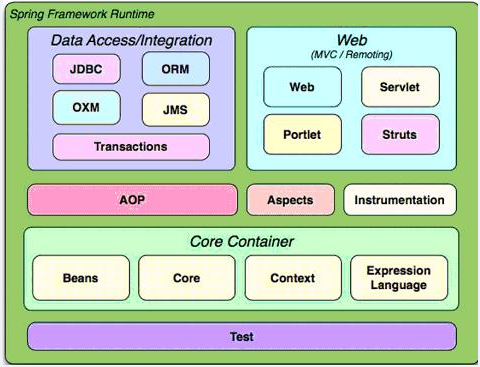 Spring Framework Runtime
Data Access/Integration
JDBC
ORM
OXM
JMS
Transactions
Web
(MVC / Remoting)
Web
Servlet
Portlet
Struts
AOP
Aspects
Instrumentation
Core Container
Beans
Core
Context
Expression
Language
Test